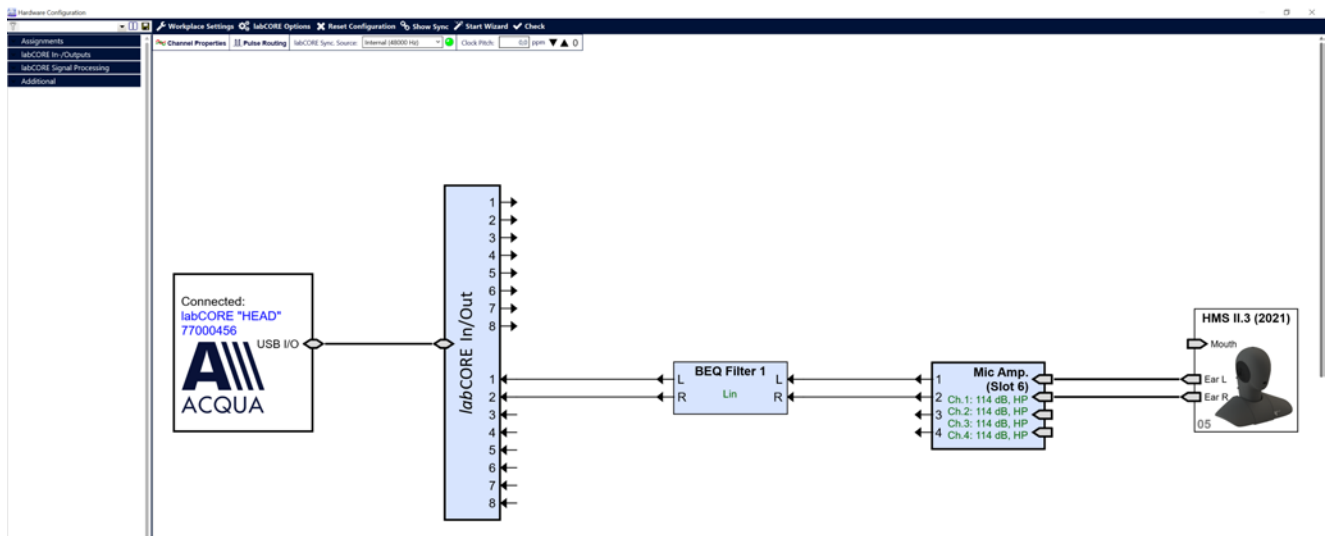 Hardware Configuration
Workplace Settings labCORE Options Reset Configuration Show Sync Start Wizard Check
Assignments
labCORE In-/Outputs
labCORE Signal Processing
Additional
Channel Properties Pulse Routing labCORE Sync. Source: Internal (48000 Hz) Clock Pitch: 0,0 ppm 0
Connected:
labCORE "HEAD"
77000456
USB I/O
ACQUA
labCORE In/Out
1
2
3
4
5
6
7
8
1
2
3
4
5
6
7
8
BEQ Filter 1
L L
Lin
R R
Mic Amp.
(Slot 6)
1
2 Ch.1: 114 dB, HP
3 Ch.2: 114 dB, HP
Ch.3: 114 dB, HP
4 Ch.4: 114 dB, HP
HMS II.3 (2021)
Mouth
Ear L
Ear R
05